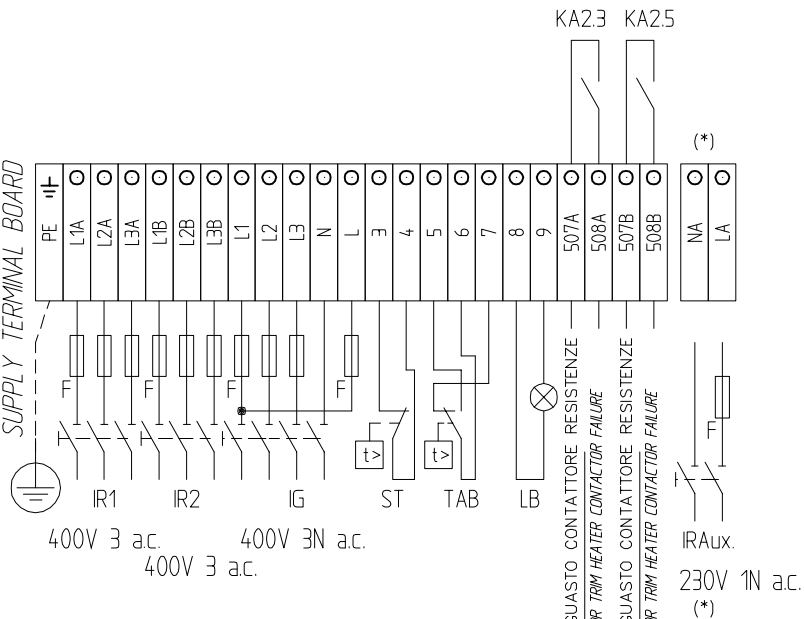 KA2.3 KA2.5
(*)
SUPPLY TERMINAL BOARD
PE L1A L2A L3A L1B L2B L3B L1 L2 L3 N L 3 4 5 6 7 8 9 507A 508A 507B 508B NA LA
F F F F F
t> t>
IR1 IR2 IG ST TAB LB IRAux.
400V 3 a.c. 400V 3N a.c.
400V 3 a.c.
230V 1N a.c.
(*)
GUASTO CONTATTORE RESISTENZE
TRIM HEATER CONTACTOR FAILURE
GUASTO CONTATTORE RESISTENZE
TRIM HEATER CONTACTOR FAILURE